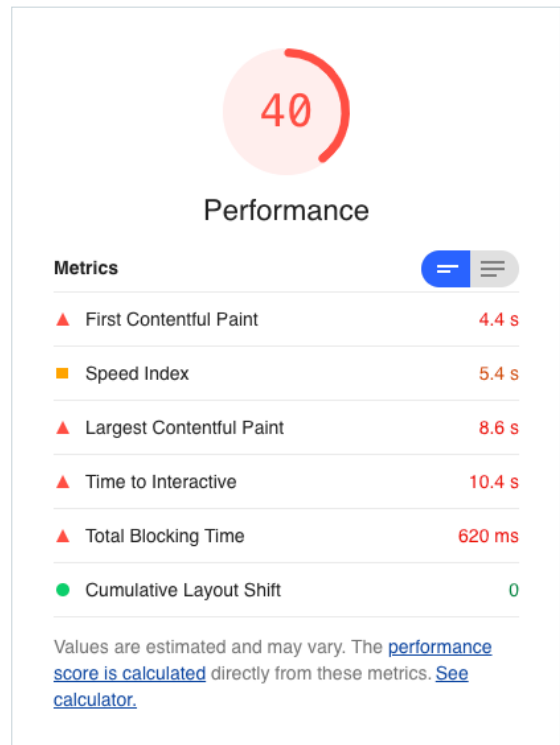 40
Performance
Metrics
First Contentful Paint 4.4 s
Speed Index 5.4 s
Largest Contentful Paint 8.6 s
Time to Interactive 10.4 s
Total Blocking Time 620 ms
Cumulative Layout Shift 0
Values are estimated and may vary. The performance
score is calculated directly from these metrics. See
calculator.